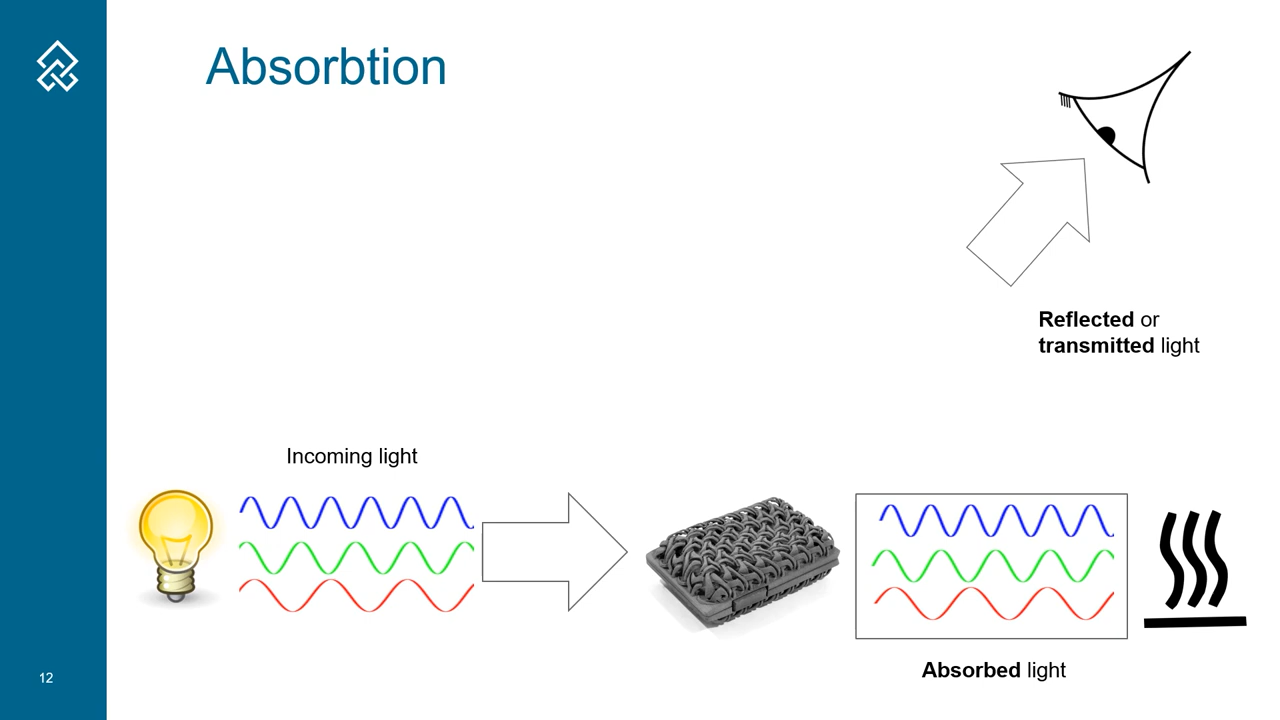 Absorbtion
Reflected or
transmitted light
Incoming light
Absorbed light
12